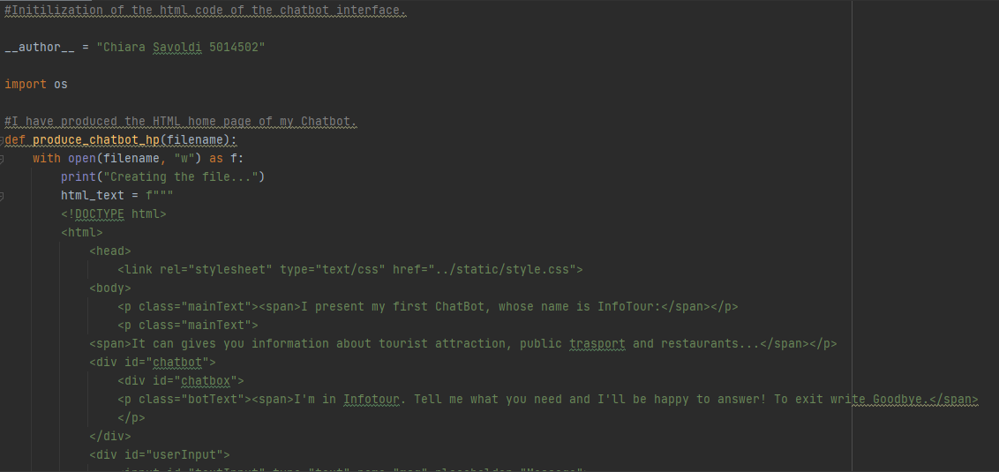 #Initilization of the html code of the chatbot interface.
__author__ = "Chiara Savoldi 5014502"
import os
#I have produced the HTML home page of my Chatbot.
def produce_chatbot_hp(filename):
with open(filename, "w") as f:
print("Creating the file...")
html_text = f"""
<!DOCTYPE html>
<html>
<head>
<link rel="stylesheet" type="text/css" href="../static/style.css">
<body>
<p class="mainText"><span>I present my first ChatBot, whose name is InfoTour:</span></p>
<p class="mainText">
<span>It can gives you information about tourist attraction, public trasport and restaurants...</span></p>
<div id="chatbot">
<div id="chatbox">
<p class="botText"><span>I'm in Infotour. Tell me what you need and I'll be happy to answer! To exit write Goodbye.</span>
</p>
</div>
<div id="userInput">
<input id="textInput" type="text" name="msg" placeholder="Message">